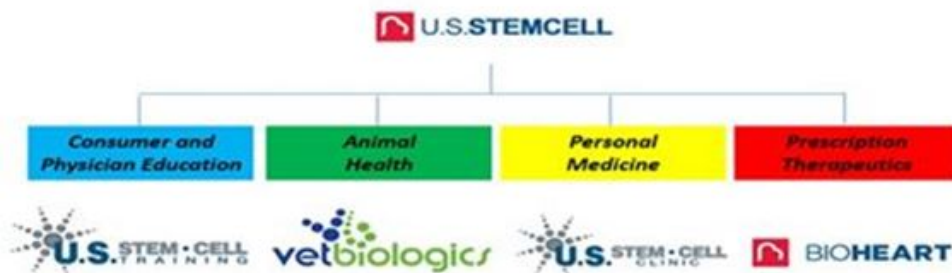 U.S.STEMCELL
Consumer and
Physician Education
Animal
Health
Personal
Medicine
Prescription
Therapeutics
U.S. STEM•CELL
TRAINING
vetbiologics
U.S. STEM•CELL
CLINIC
BIOHEART